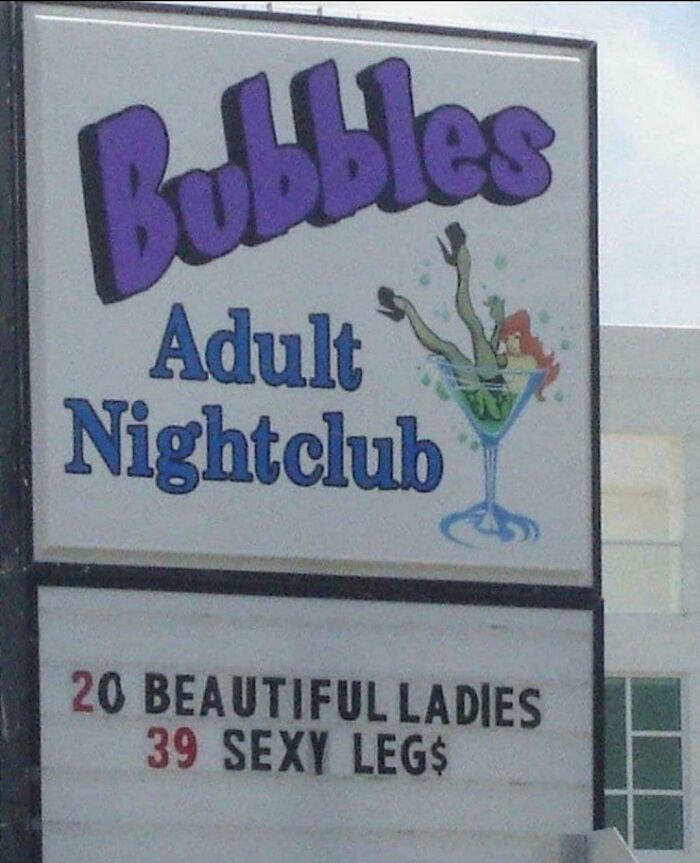 Bubbles
Adult
Nightclub
20 BEAUTIFUL LADIES
39 SEXY LEG$